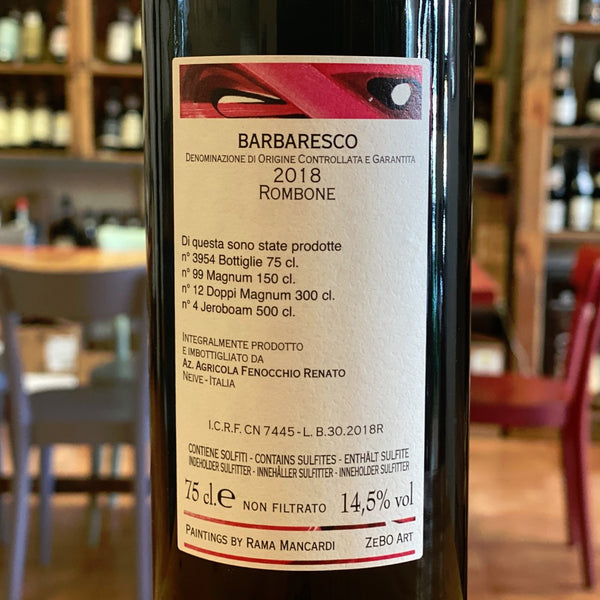 BARBARESCO
DENOMINAZIONE DI ORIGINE CONTROLLATA E GARANTITA
2018
ROMBONE
Di questa sono state prodotte
n° 3954 Bottiglie 75 cl.
n° 99 Magnum 150 cl.
n° 12 Doppi Magnum 300 cl.
n° 4 Jeroboam 500 cl.
INTEGRALMENTE PRODOTTO
E IMBOTTIGLIATO DA
AZ. AGRICOLA FENOCCHIO RENATO
NEIVE - ITALIA
I.C.R.F. CN 7445 - L. B.30.2018R
CONTIENE SOLFITI - CONTAINS SULFITES - ENTHÄLT SULFITE
INDEHOLDER SULFITTER - INNEHÅLLER SULFITER - INNEHOLDER SULFITTER
75 cl.e NON FILTRATO 14,5% vol
PAINTINGS BY RAMA MANCARDI ZEBO ART